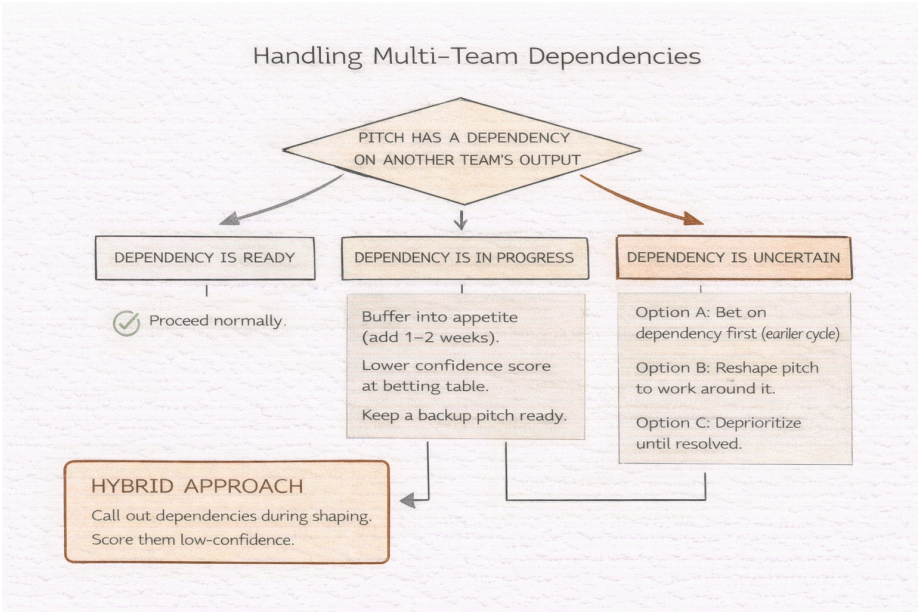 Handling Multi-Team Dependencies
PITCH HAS A DEPENDENCY
ON ANOTHER TEAM'S OUTPUT
DEPENDENCY IS READY
Proceed normally.
DEPENDENCY IS IN PROGRESS
Buffer into appetite
(add 1–2 weeks).
Lower confidence score
at betting table.
Keep a backup pitch ready.
DEPENDENCY IS UNCERTAIN
Option A: Bet on
dependency first (eariler cycle)
Option B: Reshape pitch
to work around it.
Option C: Deprioritize
until resolved.
HYBRID APPROACH
Call out dependencies during shaping.
Score them low-confidence.